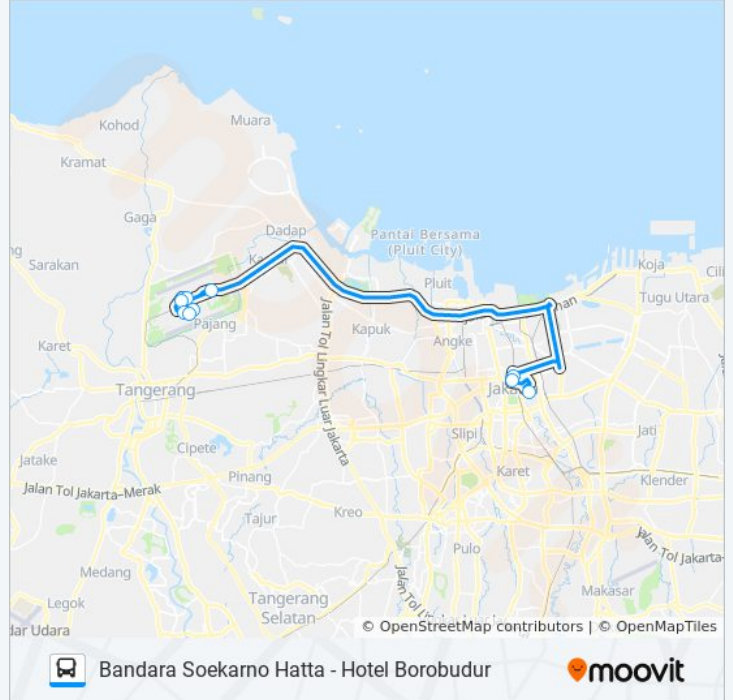 Kohod
Muara
Kramat
Gaga
Dadap
Pantai Bersama
(Pluit City)
Sarakan
Koja
Pluit
Tugu Utara
Pajang
Kapuk
Angke
Karet
Tangerang
Slipi
Jalan Tol Lingkar Luar Jakarta
Cipete
Jati
Jatake
Pinang
Karet
Klender
Jalan Tol Jakarta–Merak
Kreo
Tajur
Pulo
Medang
Makasar
Legok
Tangerang
Selatan
© OpenStreetMap contributors | © OpenMapTiles
Bandara Soekarno Hatta - Hotel Borobudur
moovit